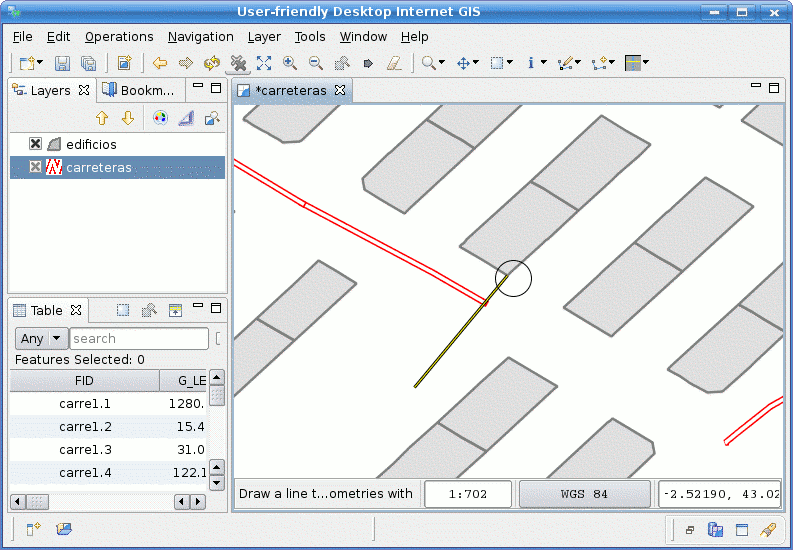 User-friendly Desktop Internet GIS
File Edit Operations Navigation Layer Tools Window Help
Layers Bookm...
*carreteras
edificios
carreteras
Table
Any search
Features Selected: 0
FID G_LE
carre1.1 1280.
carre1.2 15.4
carre1.3 31.0
carre1.4 122.1
Draw a line t...ometries with 1:702 WGS 84 -2.52190, 43.02